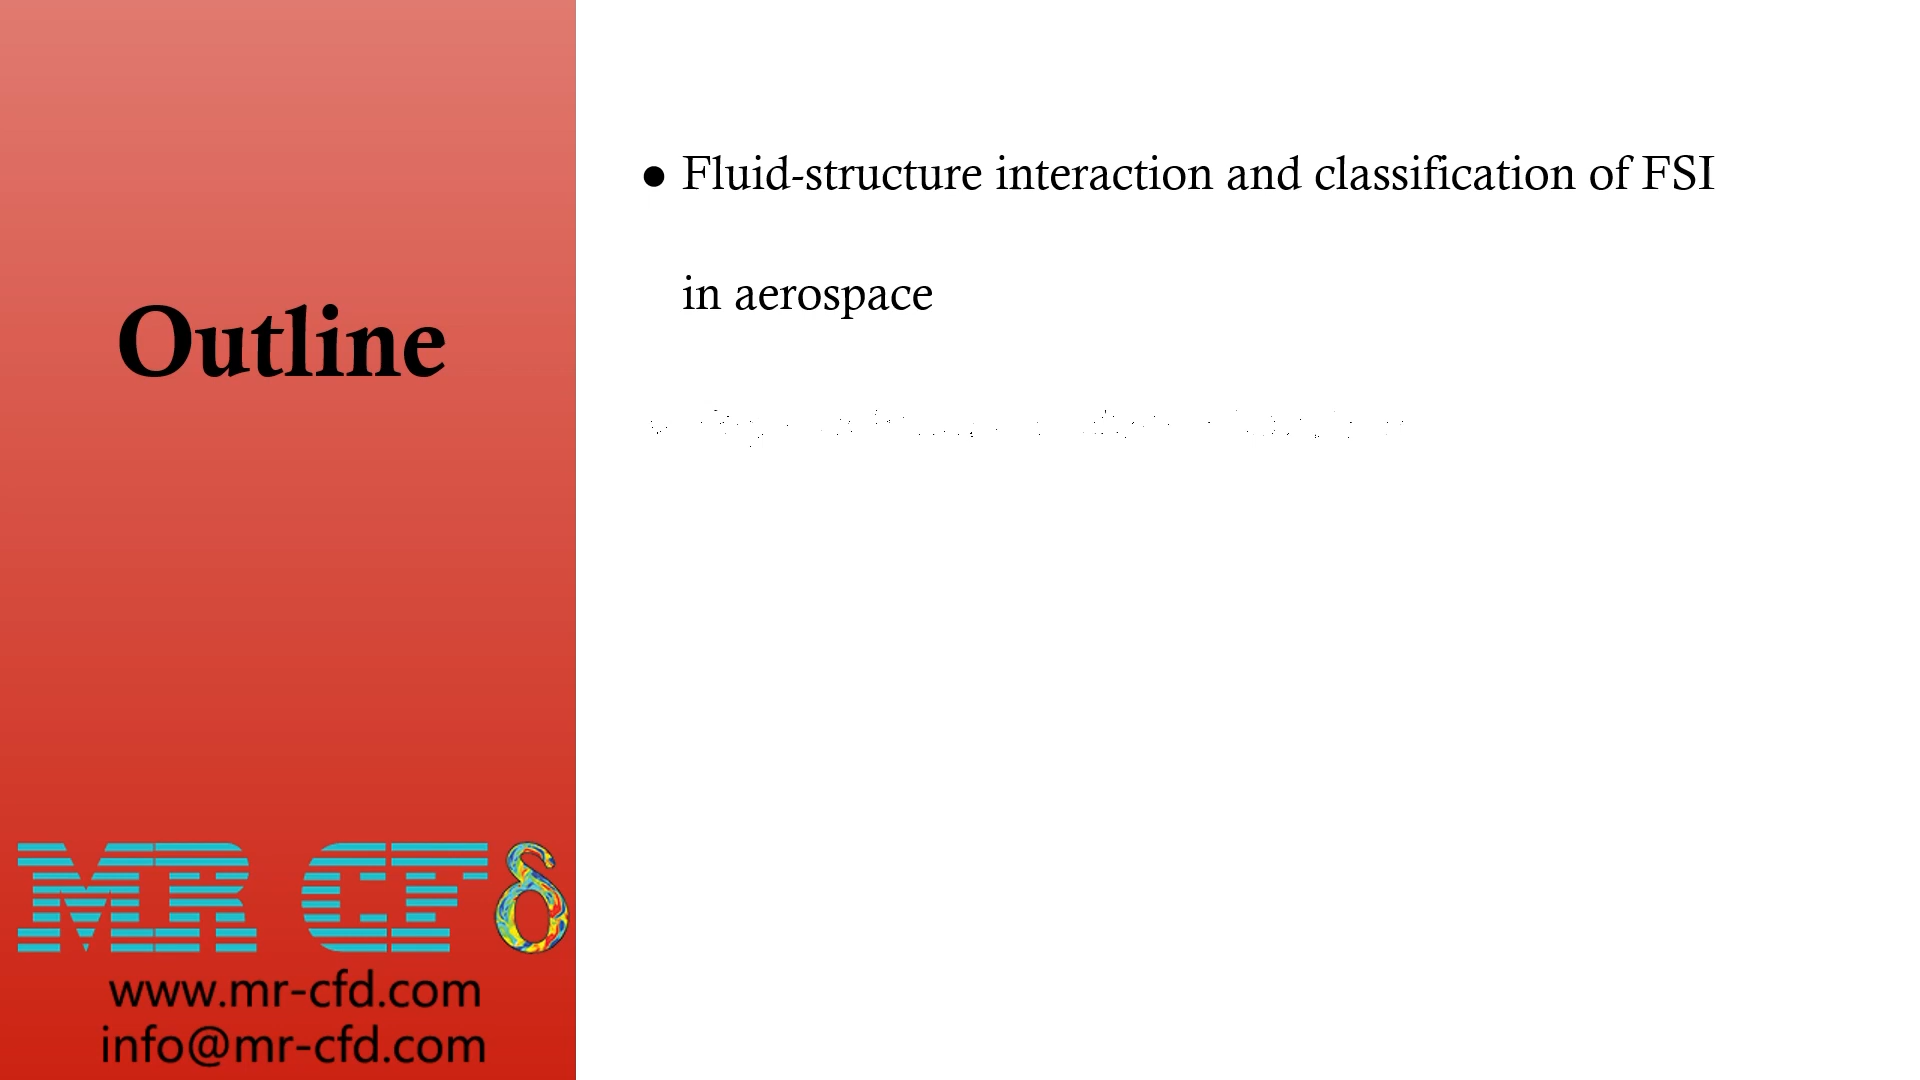 Outline
• Fluid-structure interaction and classification of FSI
in aerospace
MR CFδ
www.mr-cfd.com
info@mr-cfd.com